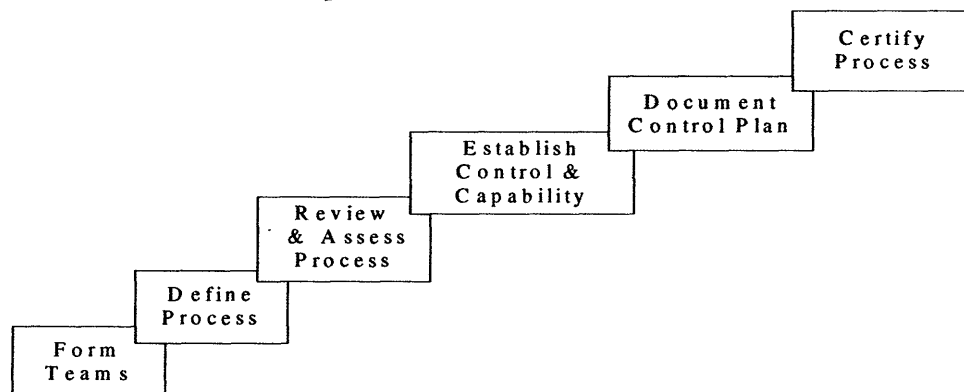 Certify
Process
Document
Control Plan
Establish
Control &
Capability
Review
& Assess
Process
Define
Process
Form
Teams